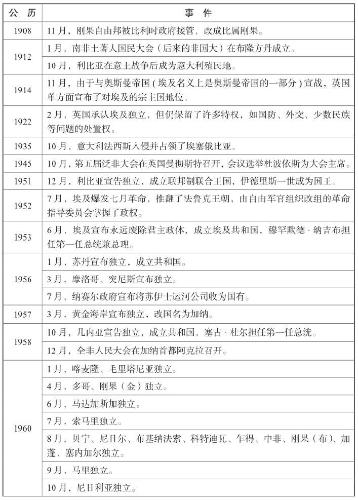 公 历 事 件
1908 11 月，刚果自由邦被比利时政府接管，改成比属刚果。
1912 1 月，南非土著人国民大会（后来的非国大）在布隆方丹成立。
10 月，利比亚在意土战争后成为意大利殖民地。
1914 11 月，由于与奥斯曼帝国（埃及名义上是奥斯曼帝国的一部分）宣战，英国
单方面宣布了对埃及的宗主国地位。
1922 2 月，英国承认埃及独立，但仍保留了许多特权，如国防、外交、少数民族
等问题的处置权。
1935 10 月，意大利法西斯入侵并占领了埃塞俄比亚。
1945 10 月，第五届泛非大会在英国曼彻斯特召开，会议选举杜波依斯为大会主席。
1951 12 月，利比亚宣告独立，成立联邦制联合王国，伊德里斯一世成为国王。
1952 7 月，埃及爆发七月革命，推翻了法鲁克王朝，由自由军官组织改组的革命
指导委员会掌握了政权。
1953 6 月，埃及宣布永远废除君主政体，成立埃及共和国，穆罕默德·纳吉布担
任第一任总统兼总理。
1956 1 月，苏丹宣布独立，成立共和国。
3 月，摩洛哥、突尼斯宣布独立。
7 月，纳赛尔政府宣布将苏伊士运河公司收为国有。
1957 3 月，黄金海岸宣布独立，改国名为加纳。
1958 10 月，几内亚宣告独立，成立共和国，塞古·杜尔担任第一任总统。
12 月，全非人民大会在加纳首都阿克拉召开。
1960 1 月，喀麦隆、毛里塔尼亚独立。
4 月，多哥、刚果（金）独立。
6 月，马达加斯加独立。
7 月，索马里独立。
8 月，贝宁、尼日尔、布基纳法索、科特迪瓦、乍得、中非、刚果（布）、加
蓬、塞内加尔独立。
9 月，马里独立。
10 月，尼日利亚独立。